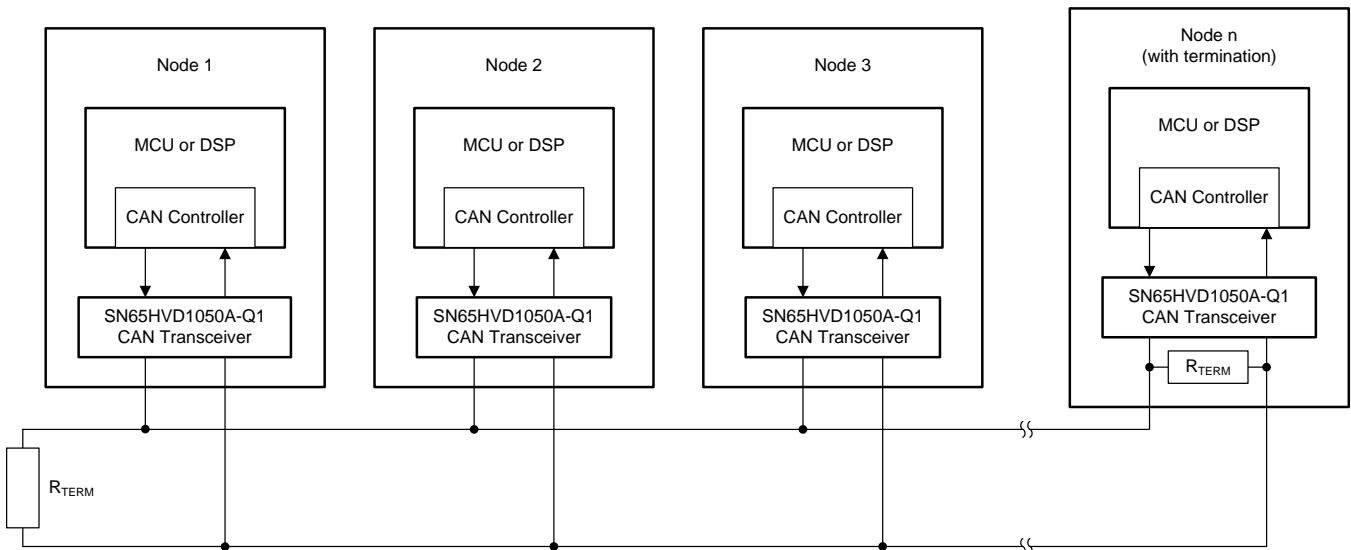 Node 1
MCU or DSP
CAN Controller
SN65HVD1050A-Q1
CAN Transceiver
Node 2
MCU or DSP
CAN Controller
SN65HVD1050A-Q1
CAN Transceiver
Node 3
MCU or DSP
CAN Controller
SN65HVD1050A-Q1
CAN Transceiver
Node n
(with termination)
MCU or DSP
CAN Controller
SN65HVD1050A-Q1
CAN Transceiver
RTERM
RTERM